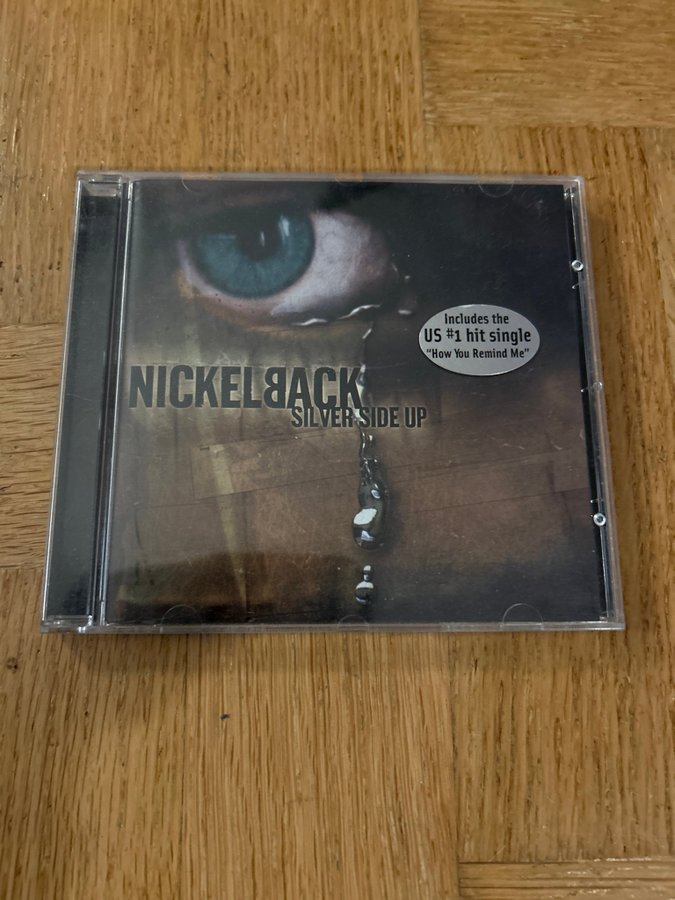 Includes the
US #1 hit single
"How You Remind Me"
NICKELBACK
SILVER SIDE UP